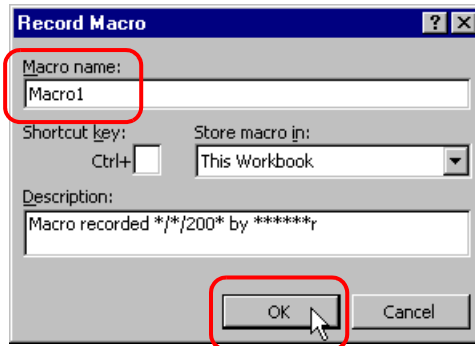 Record Macro
Macro name:
Macro1
Shortcut key: Store macro in:
Ctrl+ This Workbook
Description:
Macro recorded */*/200* by ******r
OK Cancel